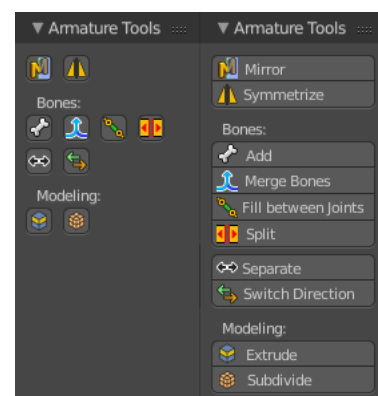 Armature Tools
Bones:
Modeling:
Armature Tools
Mirror
Symmetrize
Bones:
Add
Merge Bones
Fill between Joints
Split
Separate
Switch Direction
Modeling:
Extrude
Subdivide